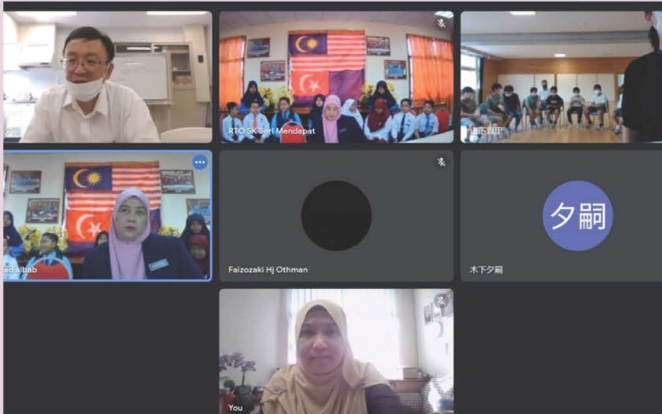 RTO SK Seri Mendapat
Faizozaki Hj Othman
夕嗣
木下夕嗣
You